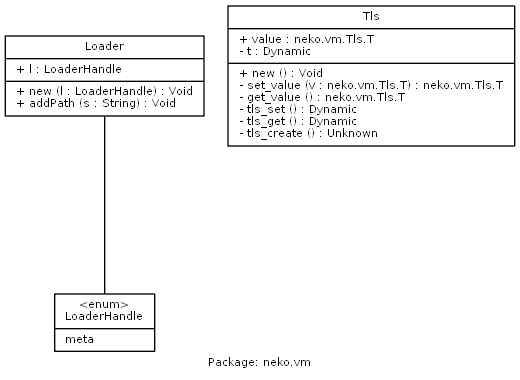 Loader
+ l : LoaderHandle
+ new (l : LoaderHandle) : Void
+ addPath (s : String) : Void
Tls
+ value : neko.vm.Tls.T
- t : Dynamic
+ new () : Void
- set_value (v : neko.vm.Tls.T) : neko.vm.Tls.T
- get_value () : neko.vm.Tls.T
- tls_set () : Dynamic
- tls_get () : Dynamic
- tls_create () : Unknown
<enum>
LoaderHandle
meta
Package: neko.vm